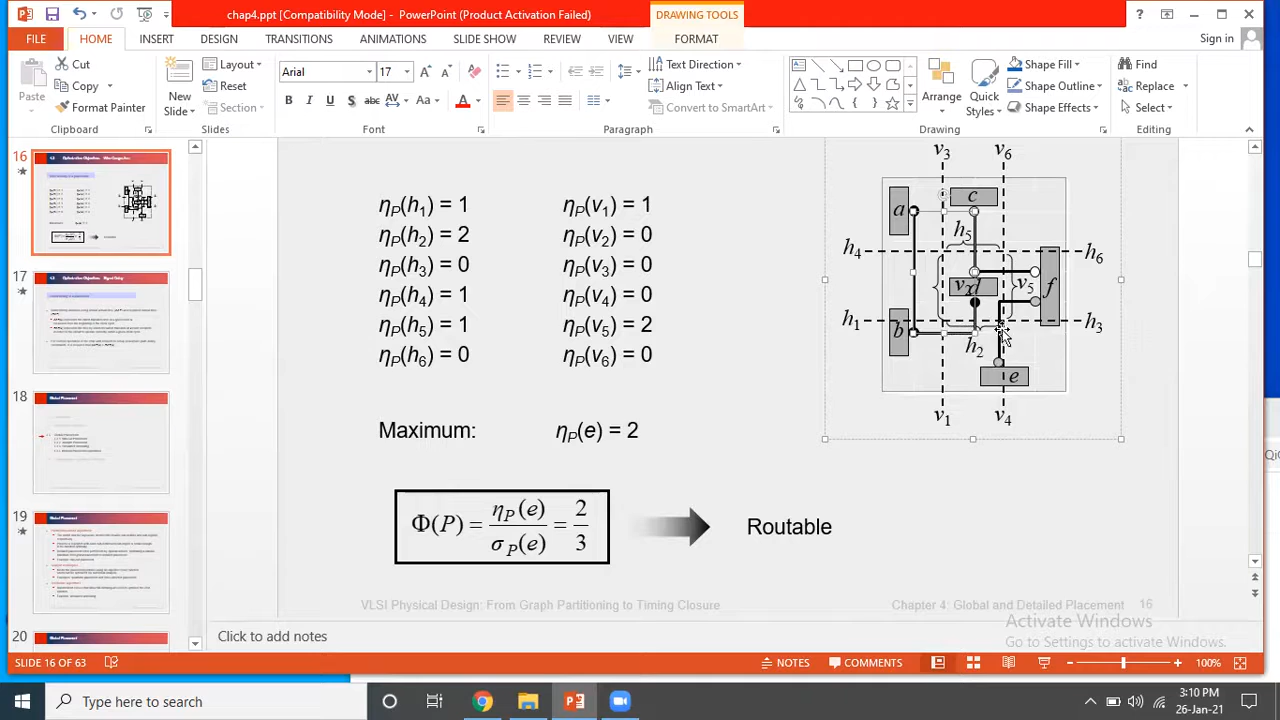 chap4.ppt [Compatibility Mode] - PowerPoint (Product Activation Failed)
DRAWING TOOLS
FILE HOME INSERT DESIGN TRANSITIONS ANIMATIONS SLIDE SHOW REVIEW VIEW FORMAT
Sign in
Paste
Cut
Copy
Format Painter
Clipboard
New Slide
Layout
Reset
Section
Slides
Arial 17
B I U S abc AV Aa A
Font
Text Direction
Align Text
Convert to SmartArt
Paragraph
Arrange
Quick Styles
Shape Fill
Shape Outline
Shape Effects
Drawing
Find
Replace
Select
Editing
16
17
18
19
20
ηP(h1) = 1 ηP(v1) = 1
ηP(h2) = 2 ηP(v2) = 0
ηP(h3) = 0 ηP(v3) = 0
ηP(h4) = 1 ηP(v4) = 0
ηP(h5) = 1 ηP(v5) = 2
ηP(h6) = 0 ηP(v6) = 0
Maximum: ηP(e) = 2
Φ(P) = ηP(e) / σP(e) = 2 / 3
Routable
v3 v6
c
a
h5
h4 h6
v2 d v5 f
h1 h3
b
h2
e
v1 v4
VLSI Physical Design: From Graph Partitioning to Timing Closure
Chapter 4: Global and Detailed Placement 16
Activate Windows
Go to Settings to activate Windows.
Click to add notes
SLIDE 16 OF 63
NOTES
COMMENTS
100%
Type here to search
3:10 PM
26-Jan-21